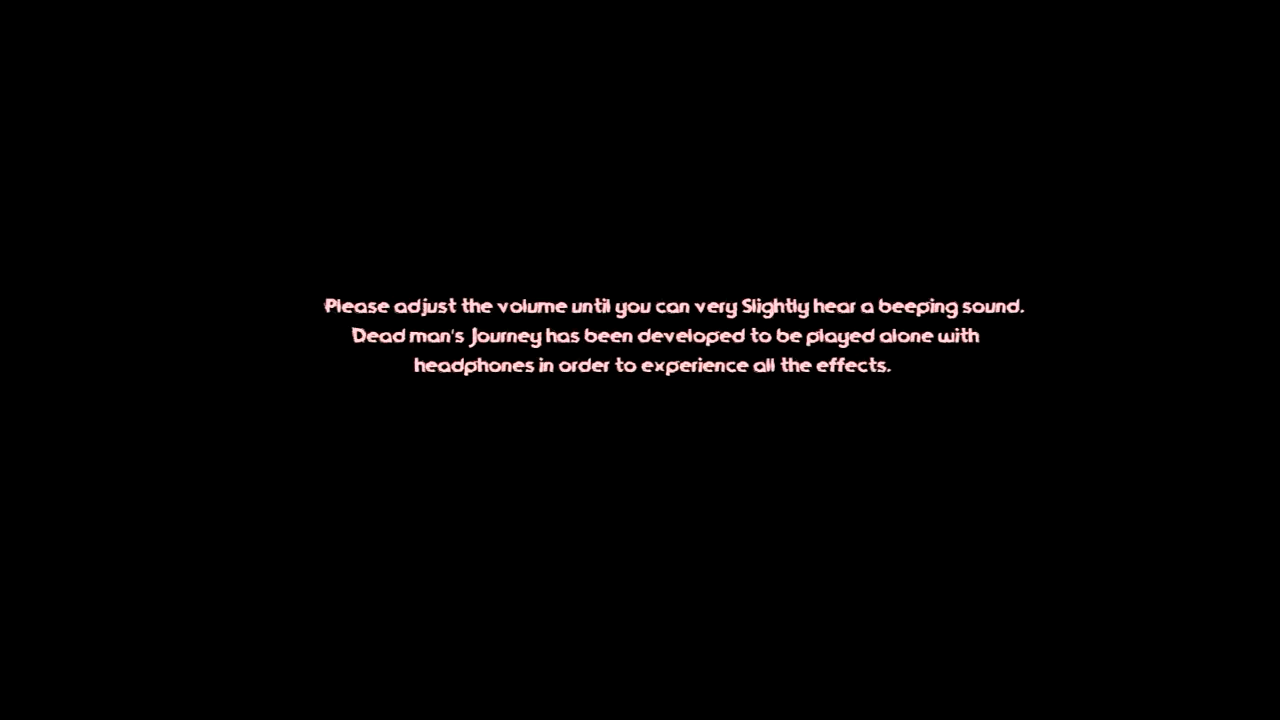 Please adjust the volume until you can very Slightly hear a beeping sound.
Dead man's Journey has been developed to be played alone with
headphones in order to experience all the effects.